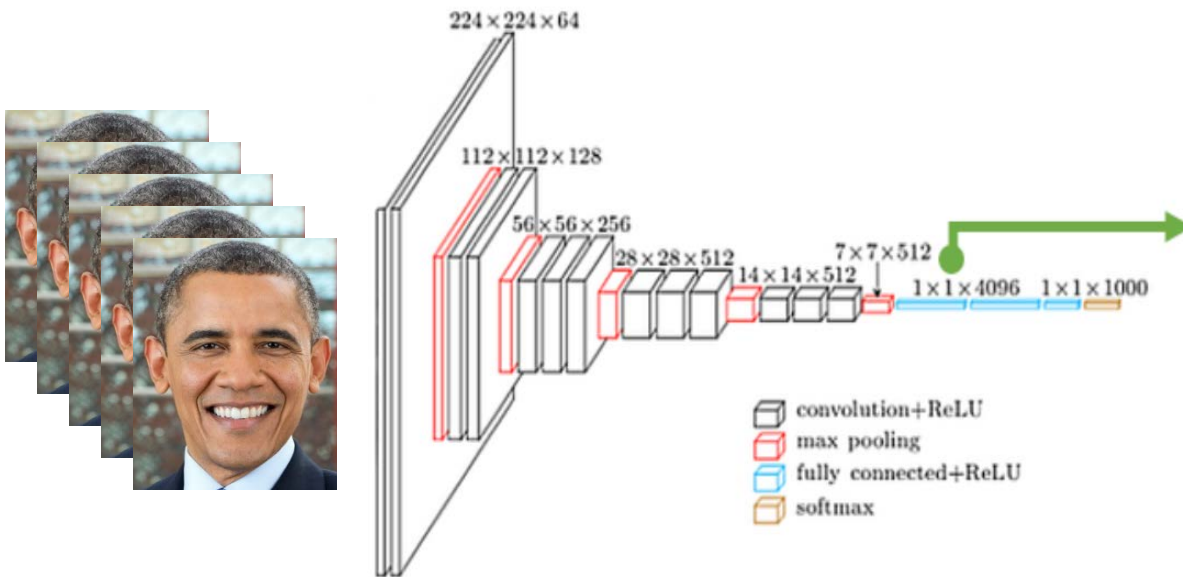 224×224×64
112×112×128
56×56×256
28×28×512
14×14×512
7×7×512
1×1×4096
1×1×1000
convolution+ReLU
max pooling
fully connected+ReLU
softmax